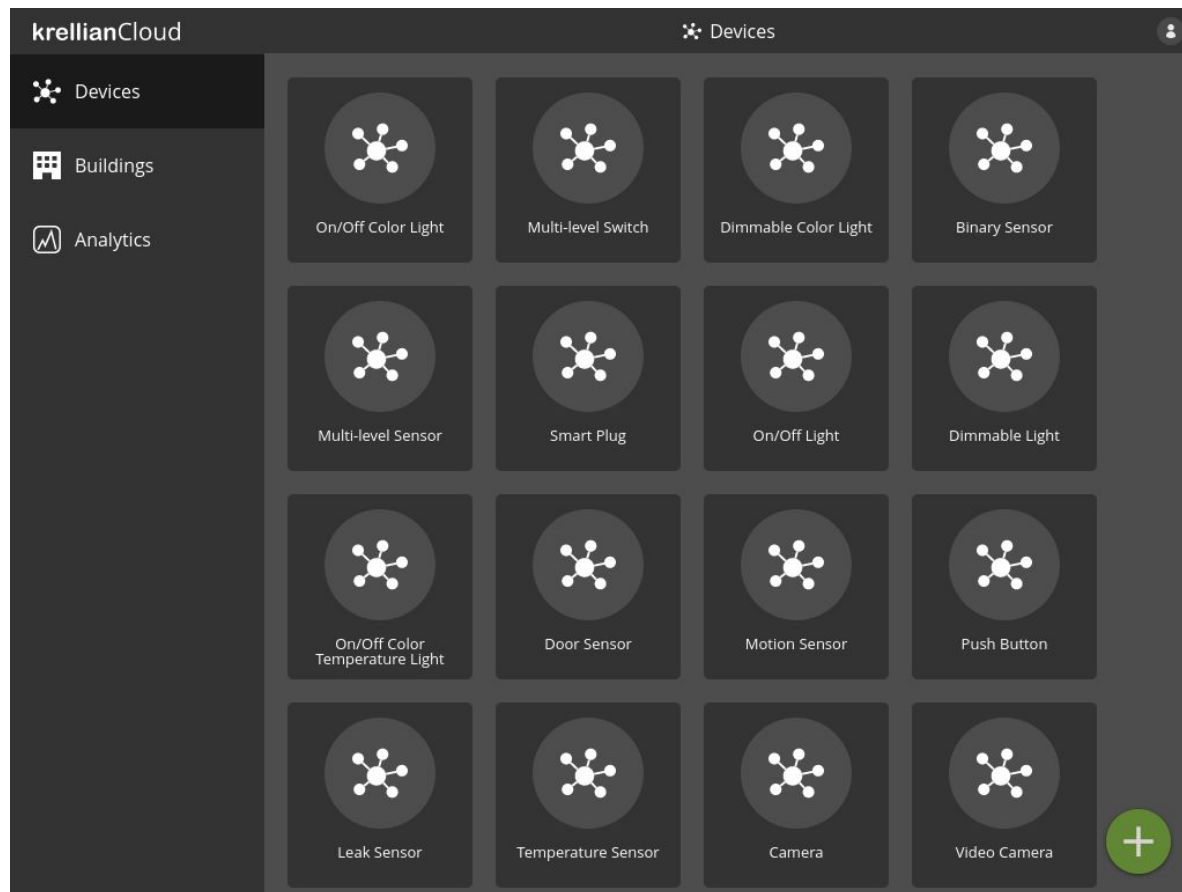 krellianCloud
Devices
Devices
Buildings
Analytics
On/Off Color Light
Multi-level Switch
Dimmable Color Light
Binary Sensor
Multi-level Sensor
Smart Plug
On/Off Light
Dimmable Light
On/Off Color
Temperature Light
Door Sensor
Motion Sensor
Push Button
Leak Sensor
Temperature Sensor
Camera
Video Camera